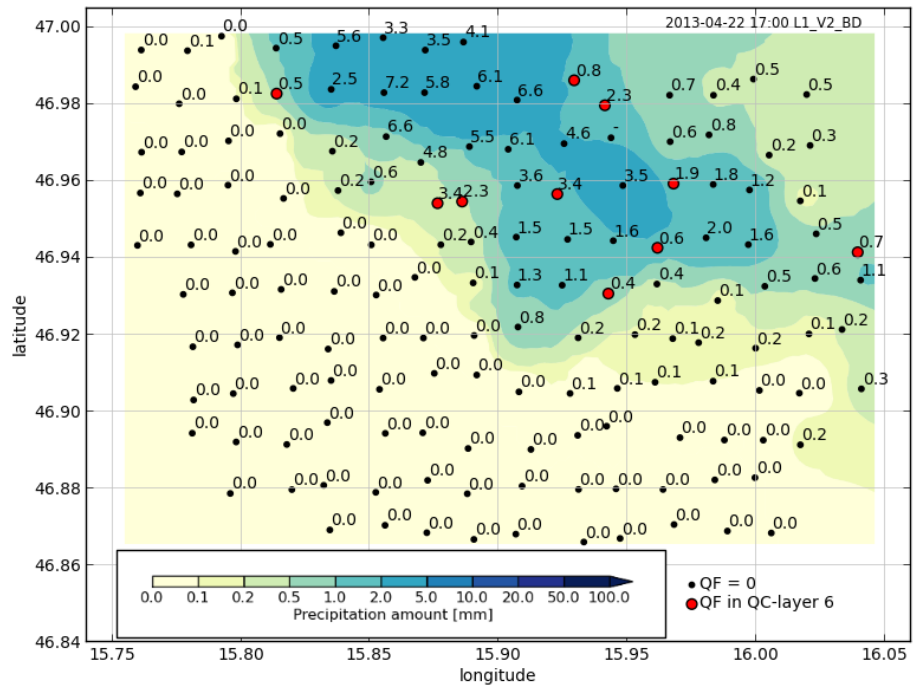 2013-04-22 17:00 L1_V2_BD
47.00
0.0 0.1 0.0 0.5 5.6 3.3 3.5 4.1
0.0 0.0 0.1 0.5 2.5 7.2 5.8 6.1 6.6 0.8 2.3 0.7 0.4 0.5 0.5
46.98
0.0 0.0 0.0 0.0 0.2 6.6 4.8 5.5 6.1 4.6 - 0.6 0.8 0.2 0.3
46.96
0.0 0.0 0.0 0.0 0.2 0.6 3.4 2.3 3.6 3.4 3.5 1.9 1.8 1.2 0.1
0.0 0.0 0.0 0.0 0.0 0.0 0.2 0.4 1.5 1.5 1.6 0.6 2.0 1.6 0.5 0.7
46.94
0.0 0.0 0.0 0.0 0.0 0.0 0.1 1.3 1.1 0.4 0.4 0.1 0.5 0.6 1.1
46.92
0.0 0.0 0.0 0.0 0.0 0.0 0.0 0.8 0.2 0.2 0.1 0.2 0.0 0.1 0.2
latitude
0.0 0.0 0.0 0.0 0.0 0.0 0.0 0.0 0.1 0.1 0.1 0.1 0.0 0.0 0.3
46.90
0.0 0.0 0.0 0.0 0.0 0.0 0.0 0.0 0.0 0.0 0.0 0.0 0.0 0.2
46.88
0.0 0.0 0.0 0.0 0.0 0.0 0.0 0.0 0.0 0.0 0.0 0.0
0.0 0.0 0.0 0.0 0.0 0.0 0.0 0.0 0.0 0.0
46.86
0.0 0.1 0.2 0.5 1.0 2.0 5.0 10.0 20.0 50.0 100.0
Precipitation amount [mm]
QF = 0
QF in QC-layer 6
46.84
15.75 15.80 15.85 15.90 15.95 16.00 16.05
longitude